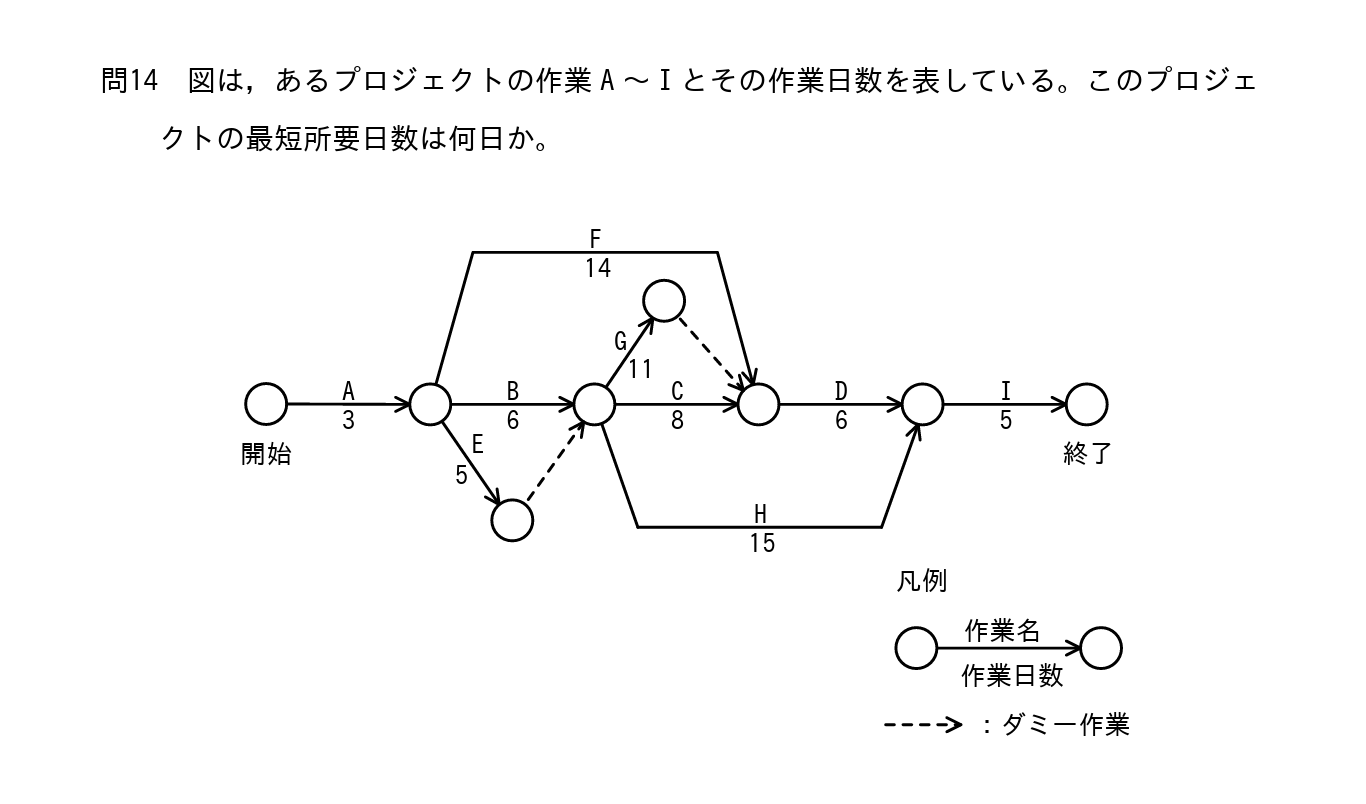 問14　図は，あるプロジェクトの作業 A ～ I とその作業日数を表している。このプロジェ
クトの最短所要日数は何日か。
F
14
G
11
A
3
B
6
C
8
D
6
I
5
開始
E
5
終了
H
15
凡例
作業名
作業日数
：ダミー作業